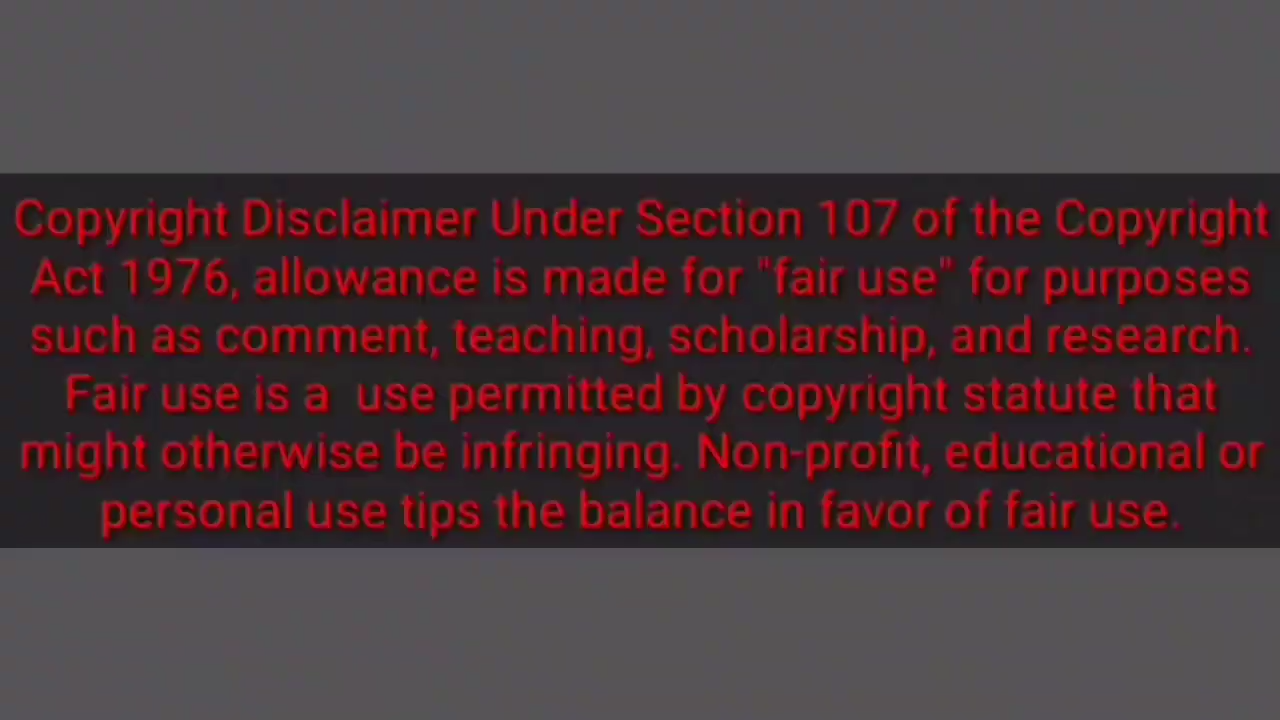 Copyright Disclaimer Under Section 107 of the Copyright
Act 1976, allowance is made for "fair use" for purposes
such as comment, teaching, scholarship, and research.
Fair use is a  use permitted by copyright statute that
might otherwise be infringing. Non-profit, educational or
personal use tips the balance in favor of fair use.